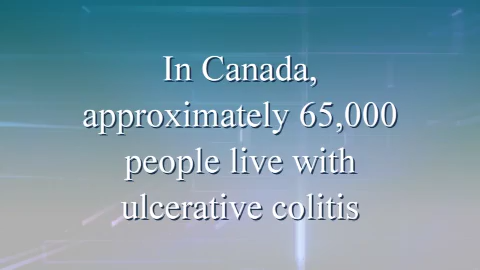 In Canada,
approximately 65,000
people live with
ulcerative colitis